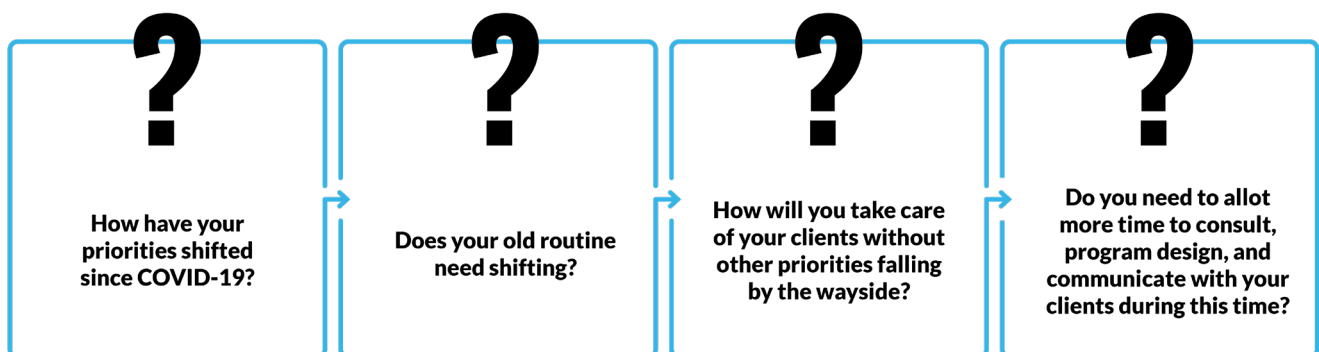 ?
How have your
priorities shifted
since COVID-19?
?
Does your old routine
need shifting?
?
How will you take care
of your clients without
other priorities falling
by the wayside?
?
Do you need to allot
more time to consult,
program design, and
communicate with your
clients during this time?